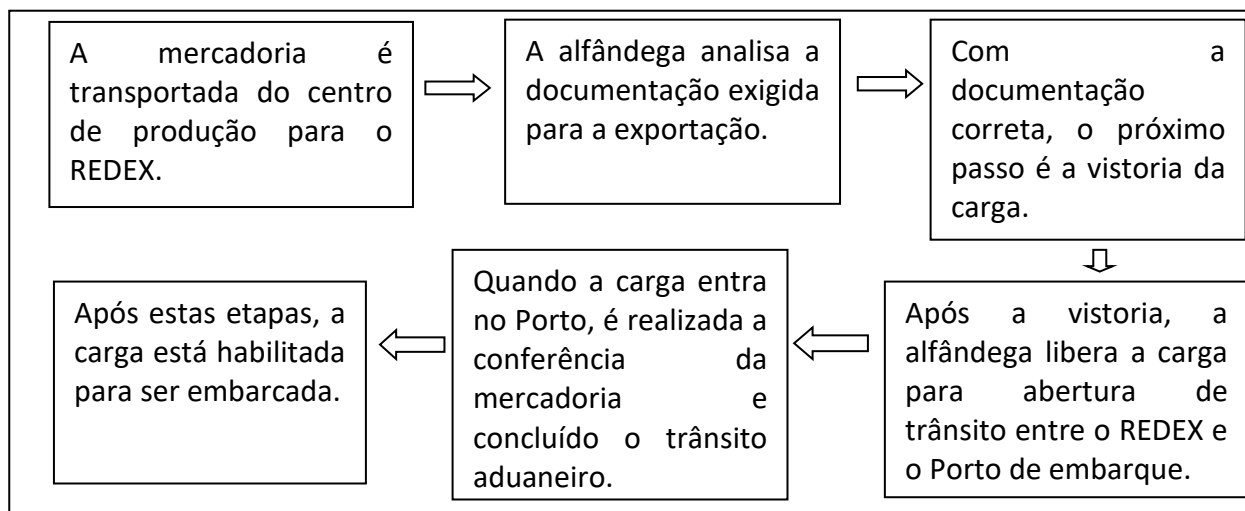 A mercadoria é
transportada do centro
de produção para o
REDEX.
A alfândega analisa a
documentação exigida
para a exportação.
Com a
documentação
correta, o próximo
passo é a vistoria da
carga.
Após a vistoria, a
alfândega libera a carga
para abertura de
trânsito entre o REDEX e
o Porto de embarque.
Quando a carga entra
no Porto, é realizada a
conferência da
mercadoria e
concluído o trânsito
aduaneiro.
Após estas etapas, a
carga está habilitada
para ser embarcada.